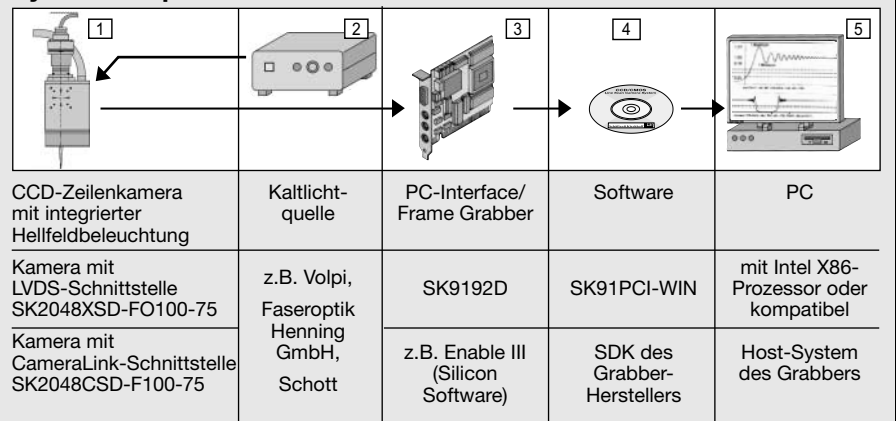 1
2
3
4
5
CCD/CMOS
CCD-Zeilenkamera
mit integrierter
Hellfeldbeleuchtung
Kaltlicht-
quelle
PC-Interface/
Frame Grabber
Software
PC
Kamera mit
LVDS-Schnittstelle
SK2048XSD-FO100-75
z.B. Volpi,
Faseroptik
Henning
GmbH,
Schott
SK9192D
SK91PCI-WIN
mit Intel X86-
Prozessor oder
kompatibel
Kamera mit
CameraLink-Schnittstelle
SK2048CSD-F100-75
z.B. Enable III
(Silicon
Software)
SDK des
Grabber-
Herstellers
Host-System
des Grabbers